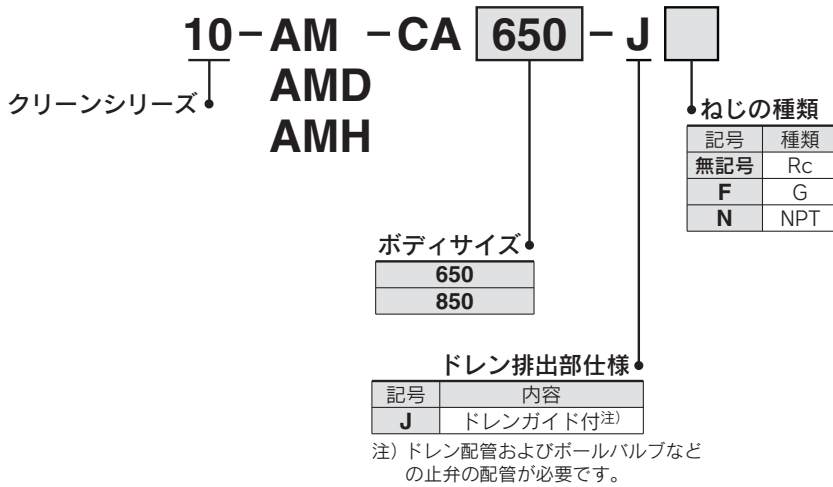 10-AM -CA 650 - J
AMD
AMH
クリーンシリーズ
ねじの種類
記号 種類
無記号 Rc
F G
N NPT
ボディサイズ
650
850
ドレン排出部仕様
記号 内容
J ドレンガイド付注)
注) ドレン配管およびボールバルブなど
の止弁の配管が必要です。